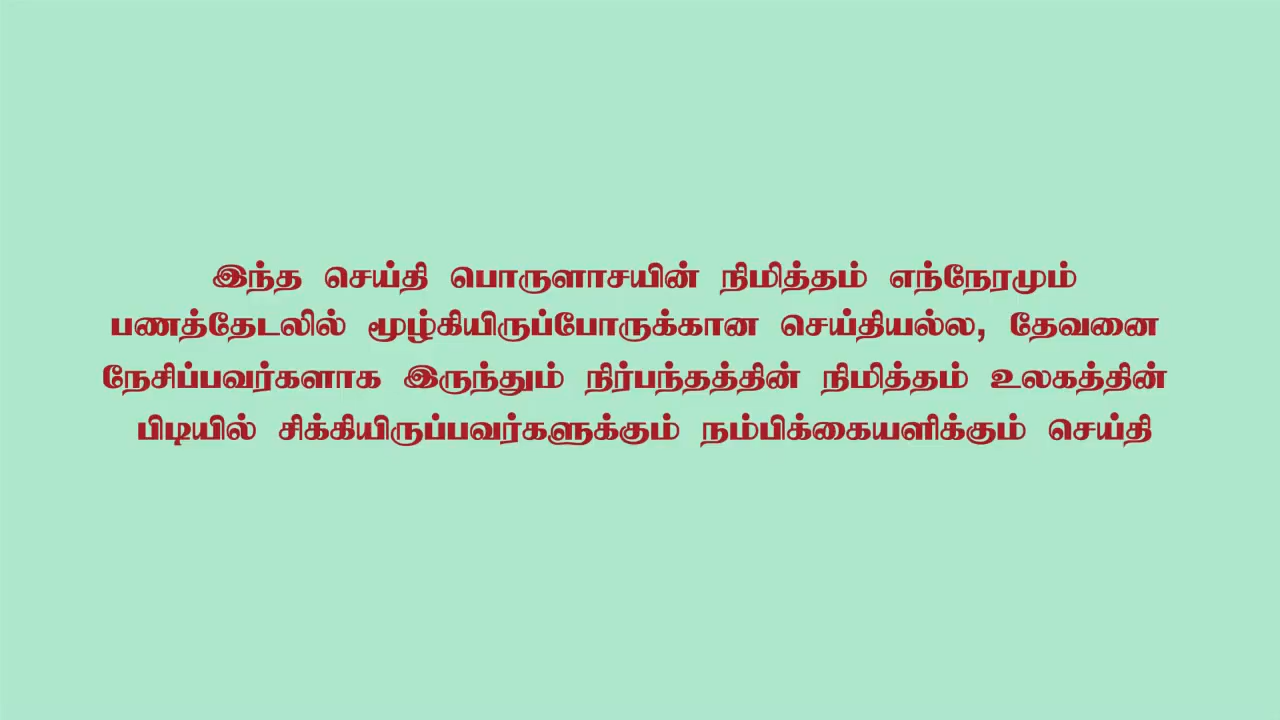 இந்த செய்தி பொருளாசயின் நிமித்தம் எந்நேரமும்
பணத்தேடலில் மூழ்கியிருப்போருக்கான செய்தியல்ல, தேவனை
நேசிப்பவர்களாக இருந்தும் நிர்பந்தத்தின் நிமித்தம் உலகத்தின்
பிடியில் சிக்கியிருப்பவர்களுக்கும் நம்பிக்கையளிக்கும் செய்தி